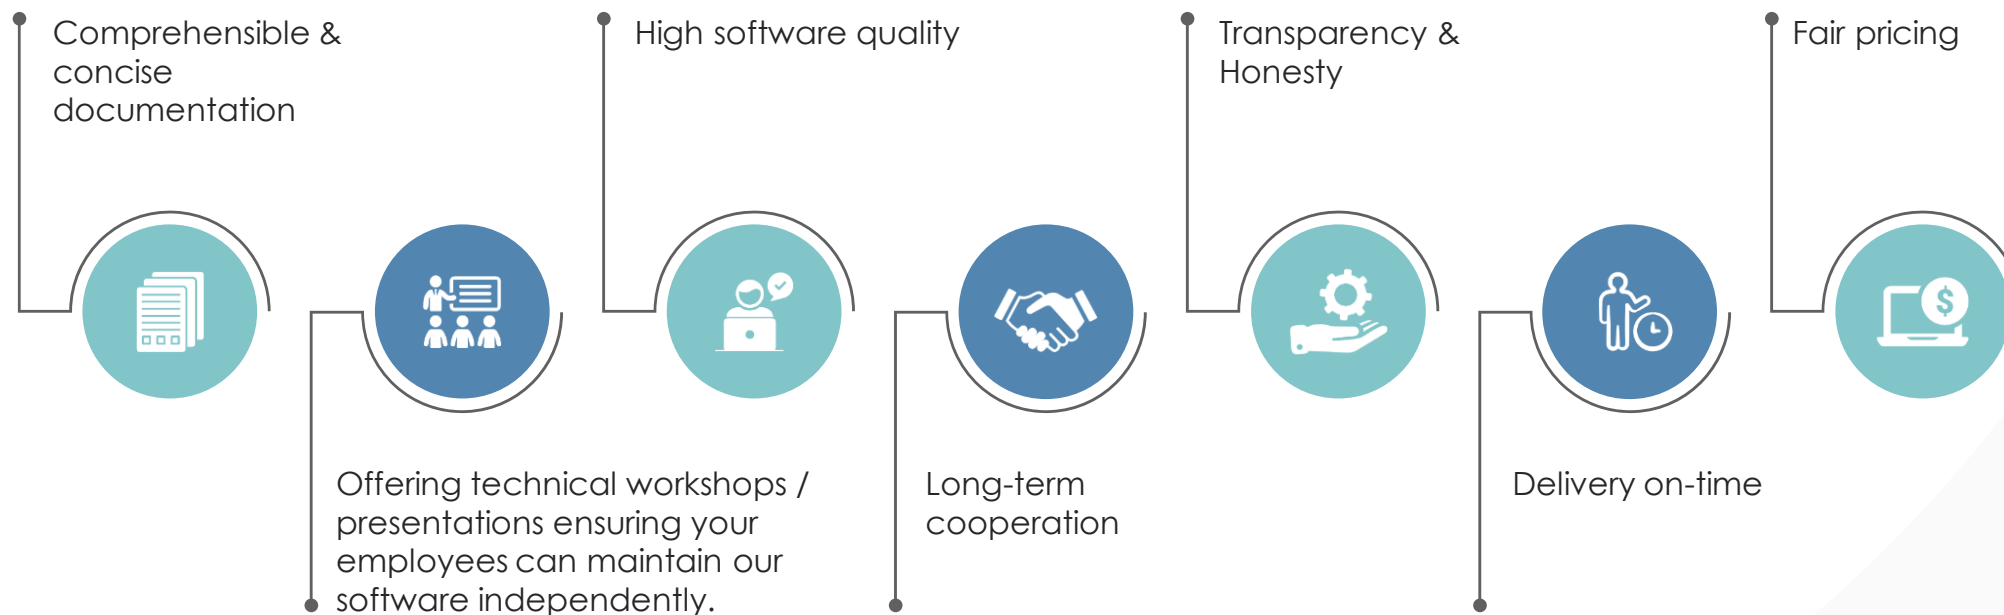 Comprehensible &
concise
documentation
Offering technical workshops /
presentations ensuring your
employees can maintain our
software independently.
High software quality
Long-term
cooperation
Transparency &
Honesty
Delivery on-time
Fair pricing
$